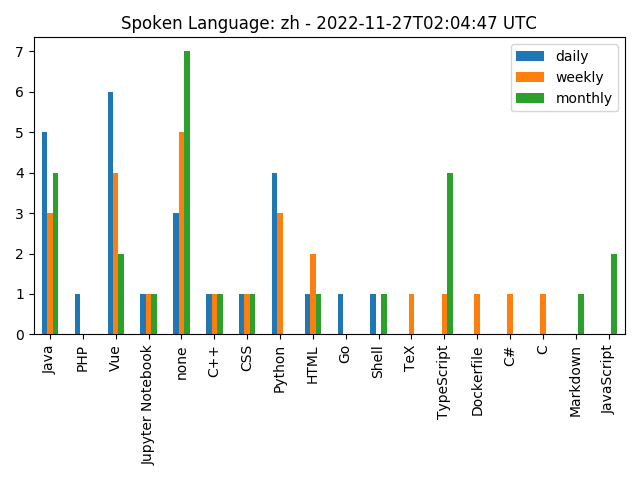 Spoken Language: zh - 2022-11-27T02:04:47 UTC
daily
weekly
monthly
7
6
5
4
3
2
1
0
Java
PHP
Vue
Jupyter Notebook
none
C++
CSS
Python
HTML
Go
Shell
TeX
TypeScript
Dockerfile
C#
C
Markdown
JavaScript